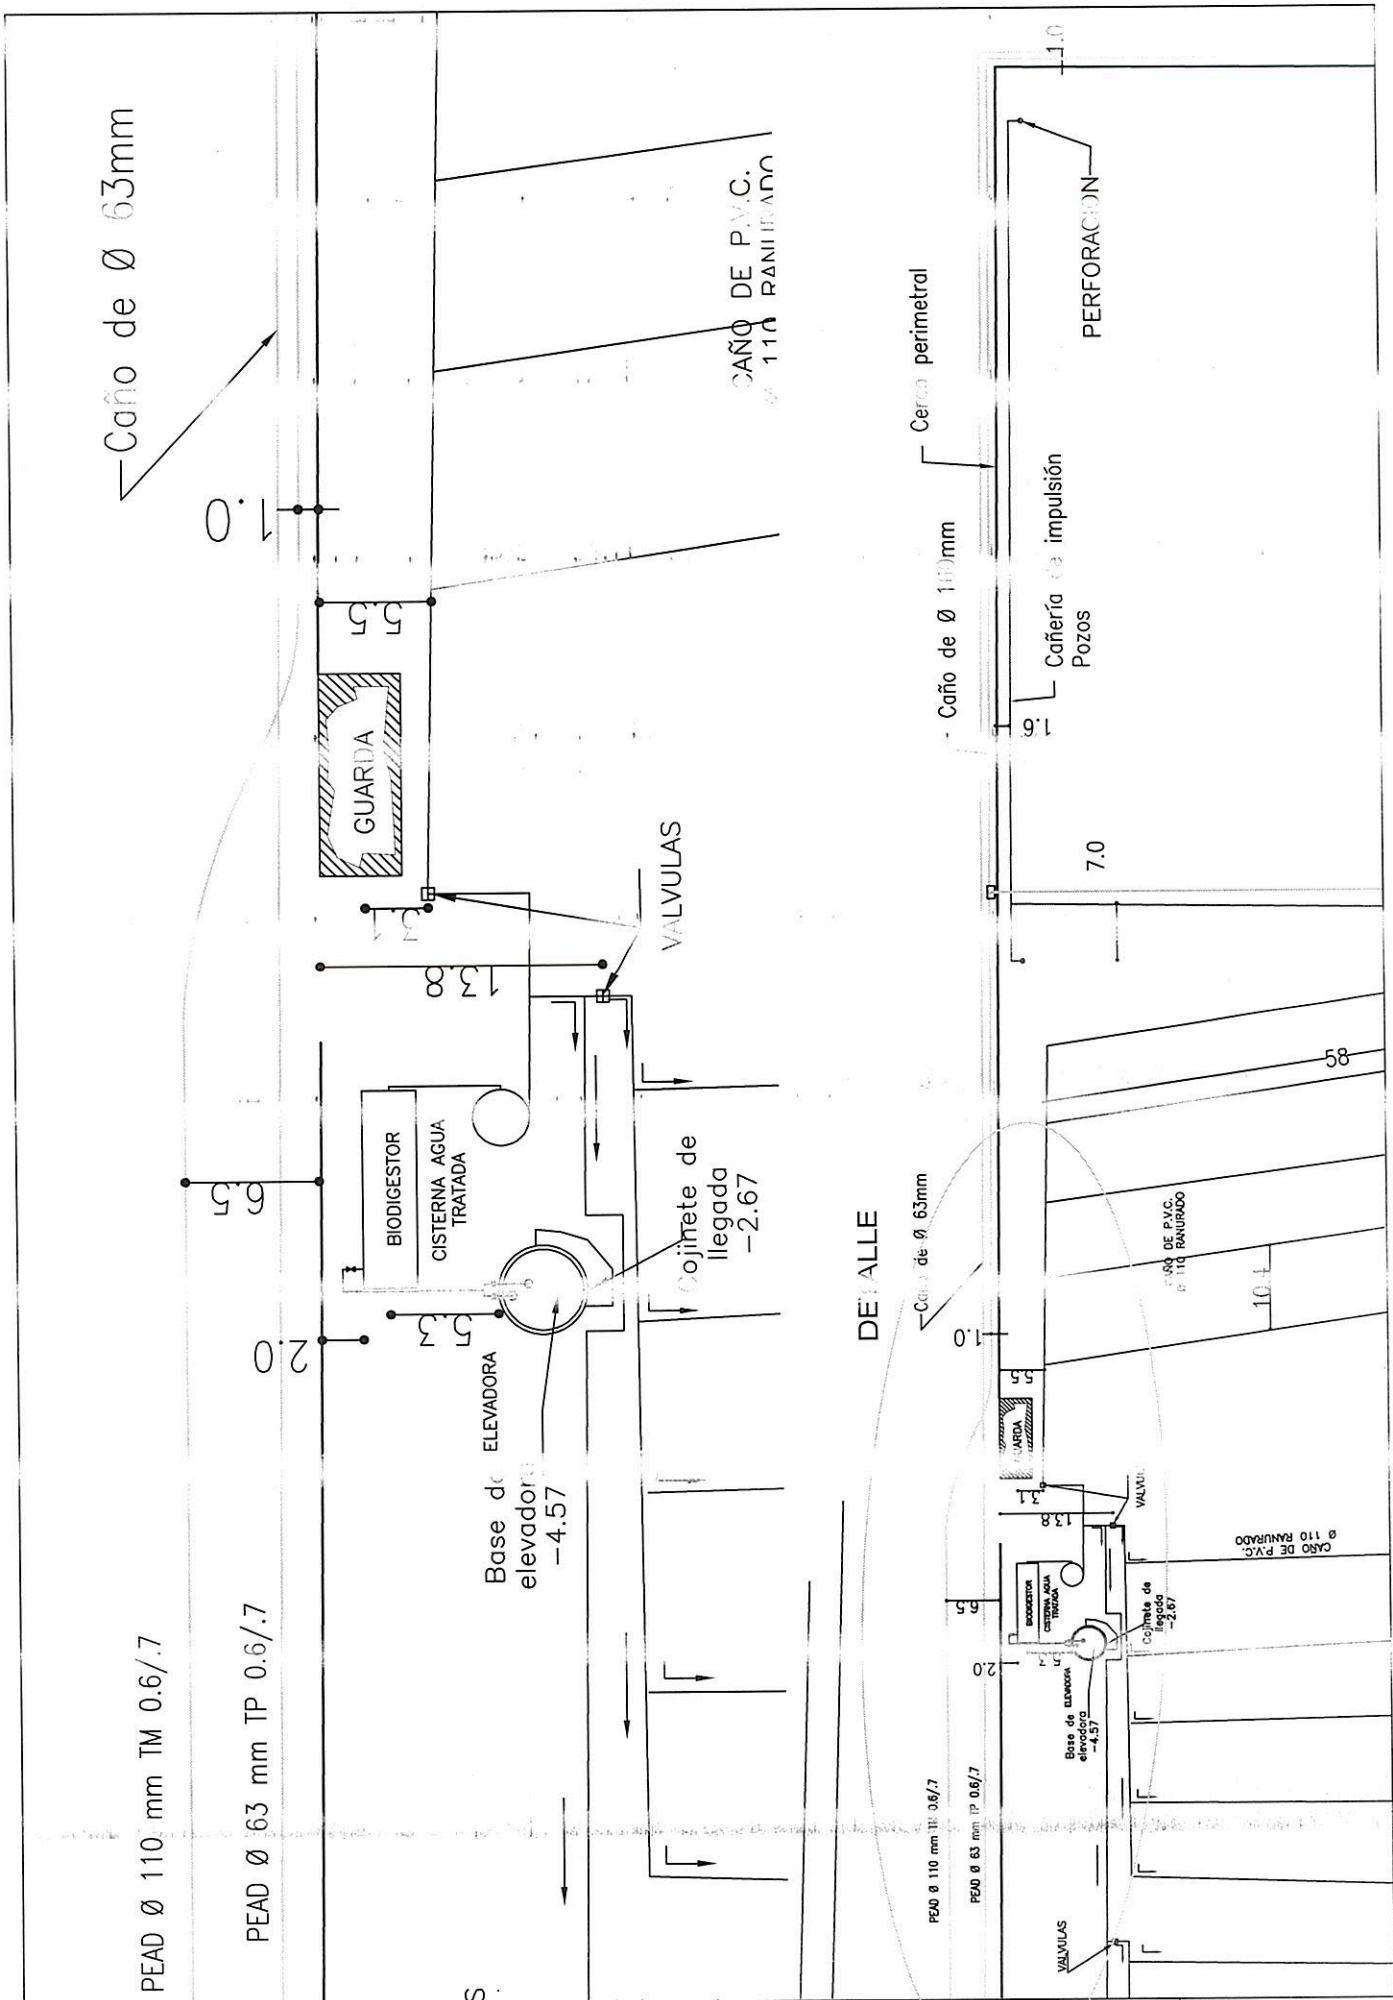 Caño de Ø 63mm
1.0
5.5
GUARDA
3.1
13.8
VALVULAS
CAÑO DE P.V.C.
110 RANURADO
6.5
BIODIGESTOR
CISTERNA AGUA
TRATADA
Cojinete de
llegada
-2.67
2.0
5.3
ELEVADORA
Base de
elevadora
-4.57
PEAD Ø 110 mm TM 0.6/.7
PEAD Ø 63 mm TP 0.6/.7
S.
1.0
PERFORACION
Cerco perimetral
Caño de Ø 160mm
Cañería de impulsión
Pozos
1.6
7.0
58
DETALLE
Caño de Ø 63mm
CAÑO DE P.V.C.
Ø 110 RANURADO
1.0
5.5
GUARDA
3.1
13.8
VALVUL
CAÑO DE P.V.C.
Ø 110 RANURADO
6.5
BIODIGESTOR
CISTERNA AGUA
TRATADA
Cojinete de
llegada
-2.67
2.0
5.3
ELEVADORA
Base de
elevadora
-4.57
PEAD Ø 110 mm TM 0.6/.7
PEAD Ø 63 mm TP 0.6/.7
VALVULAS